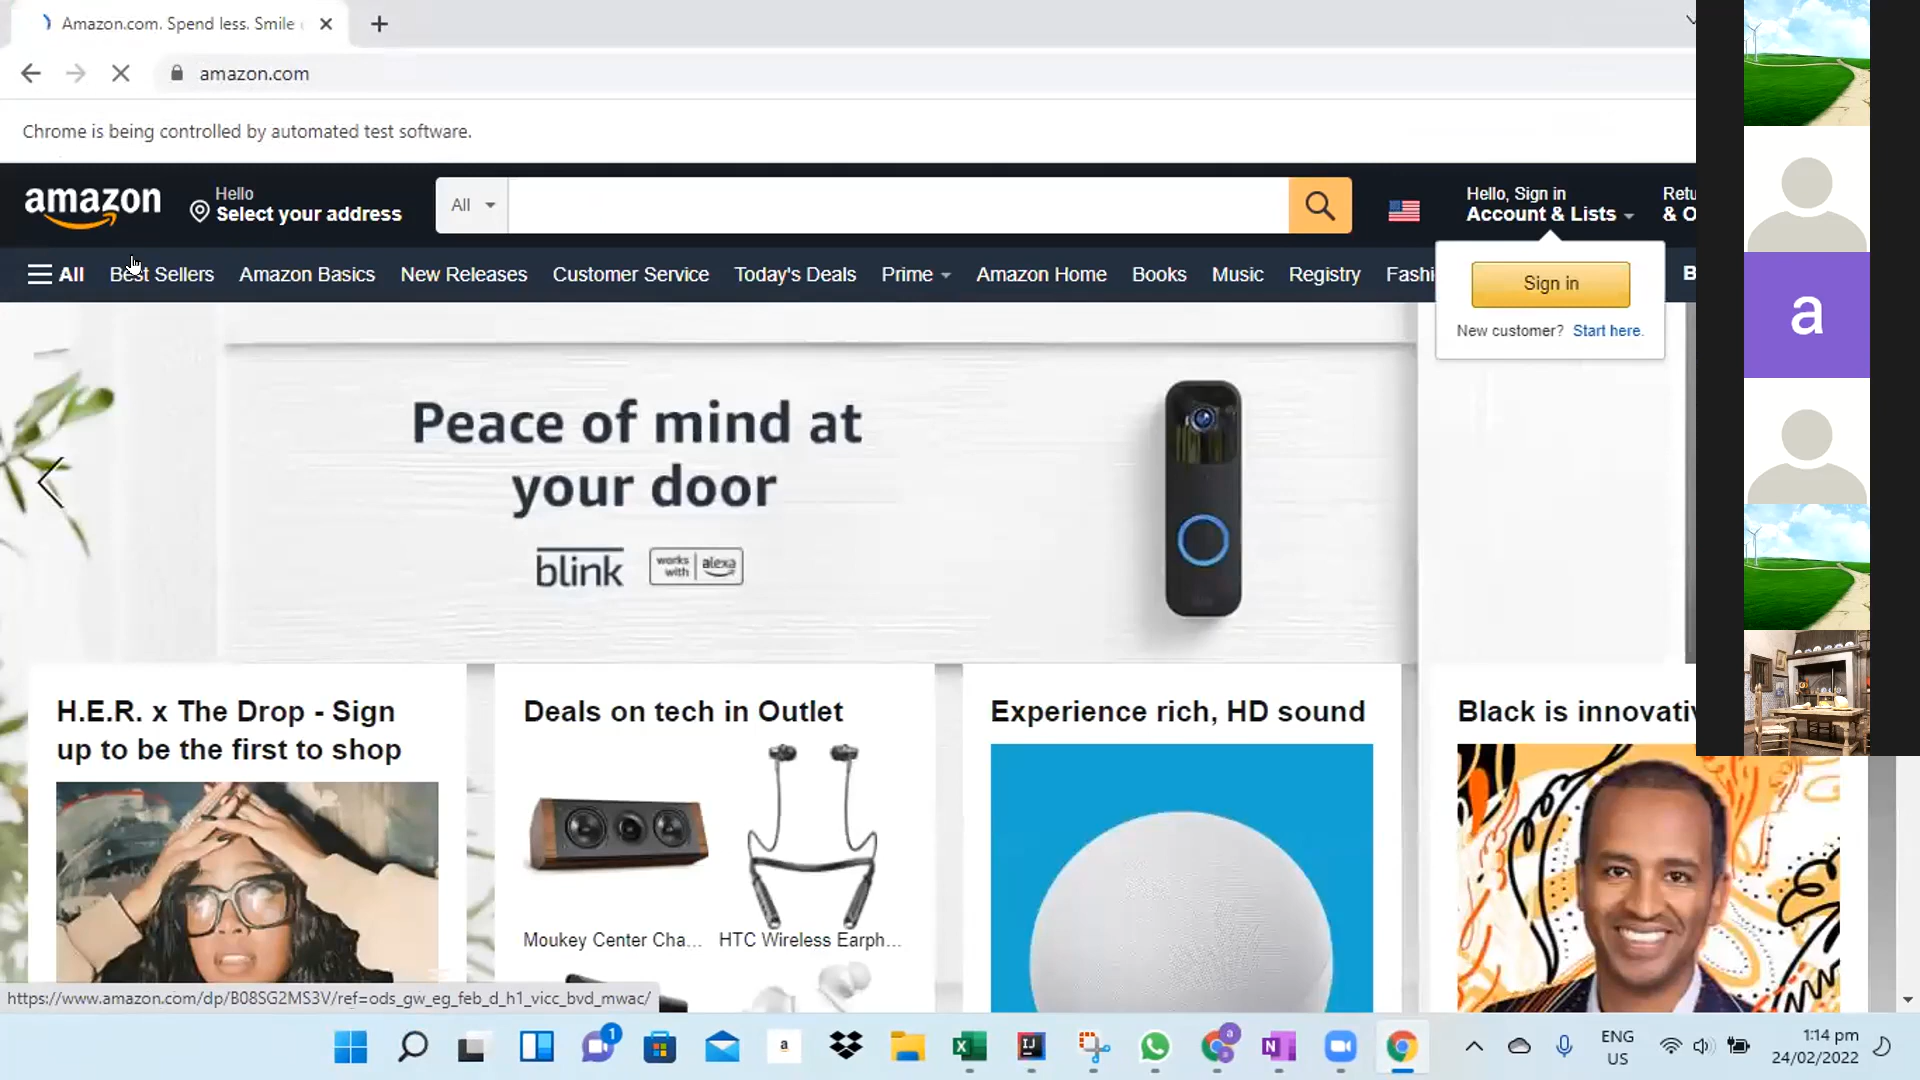 Amazon.com. Spend less. Smile
amazon.com
Chrome is being controlled by automated test software.
amazon
Hello
Select your address
All
Hello, Sign in
Account & Lists
Retu
& O
All
Best Sellers
Amazon Basics
New Releases
Customer Service
Today's Deals
Prime
Amazon Home
Books
Music
Registry
Fashi
B
Sign in
New customer? Start here.
a
Peace of mind at
your door
blink
works with alexa
H.E.R. x The Drop - Sign
up to be the first to shop
Deals on tech in Outlet
Experience rich, HD sound
Black is innovativ
Moukey Center Cha...
HTC Wireless Earph...
https://www.amazon.com/dp/B08SG2MS3V/ref=ods_gw_eg_feb_d_h1_vicc_bvd_mwac/
1
a
a
ENG
US
1:14 pm
24/02/2022